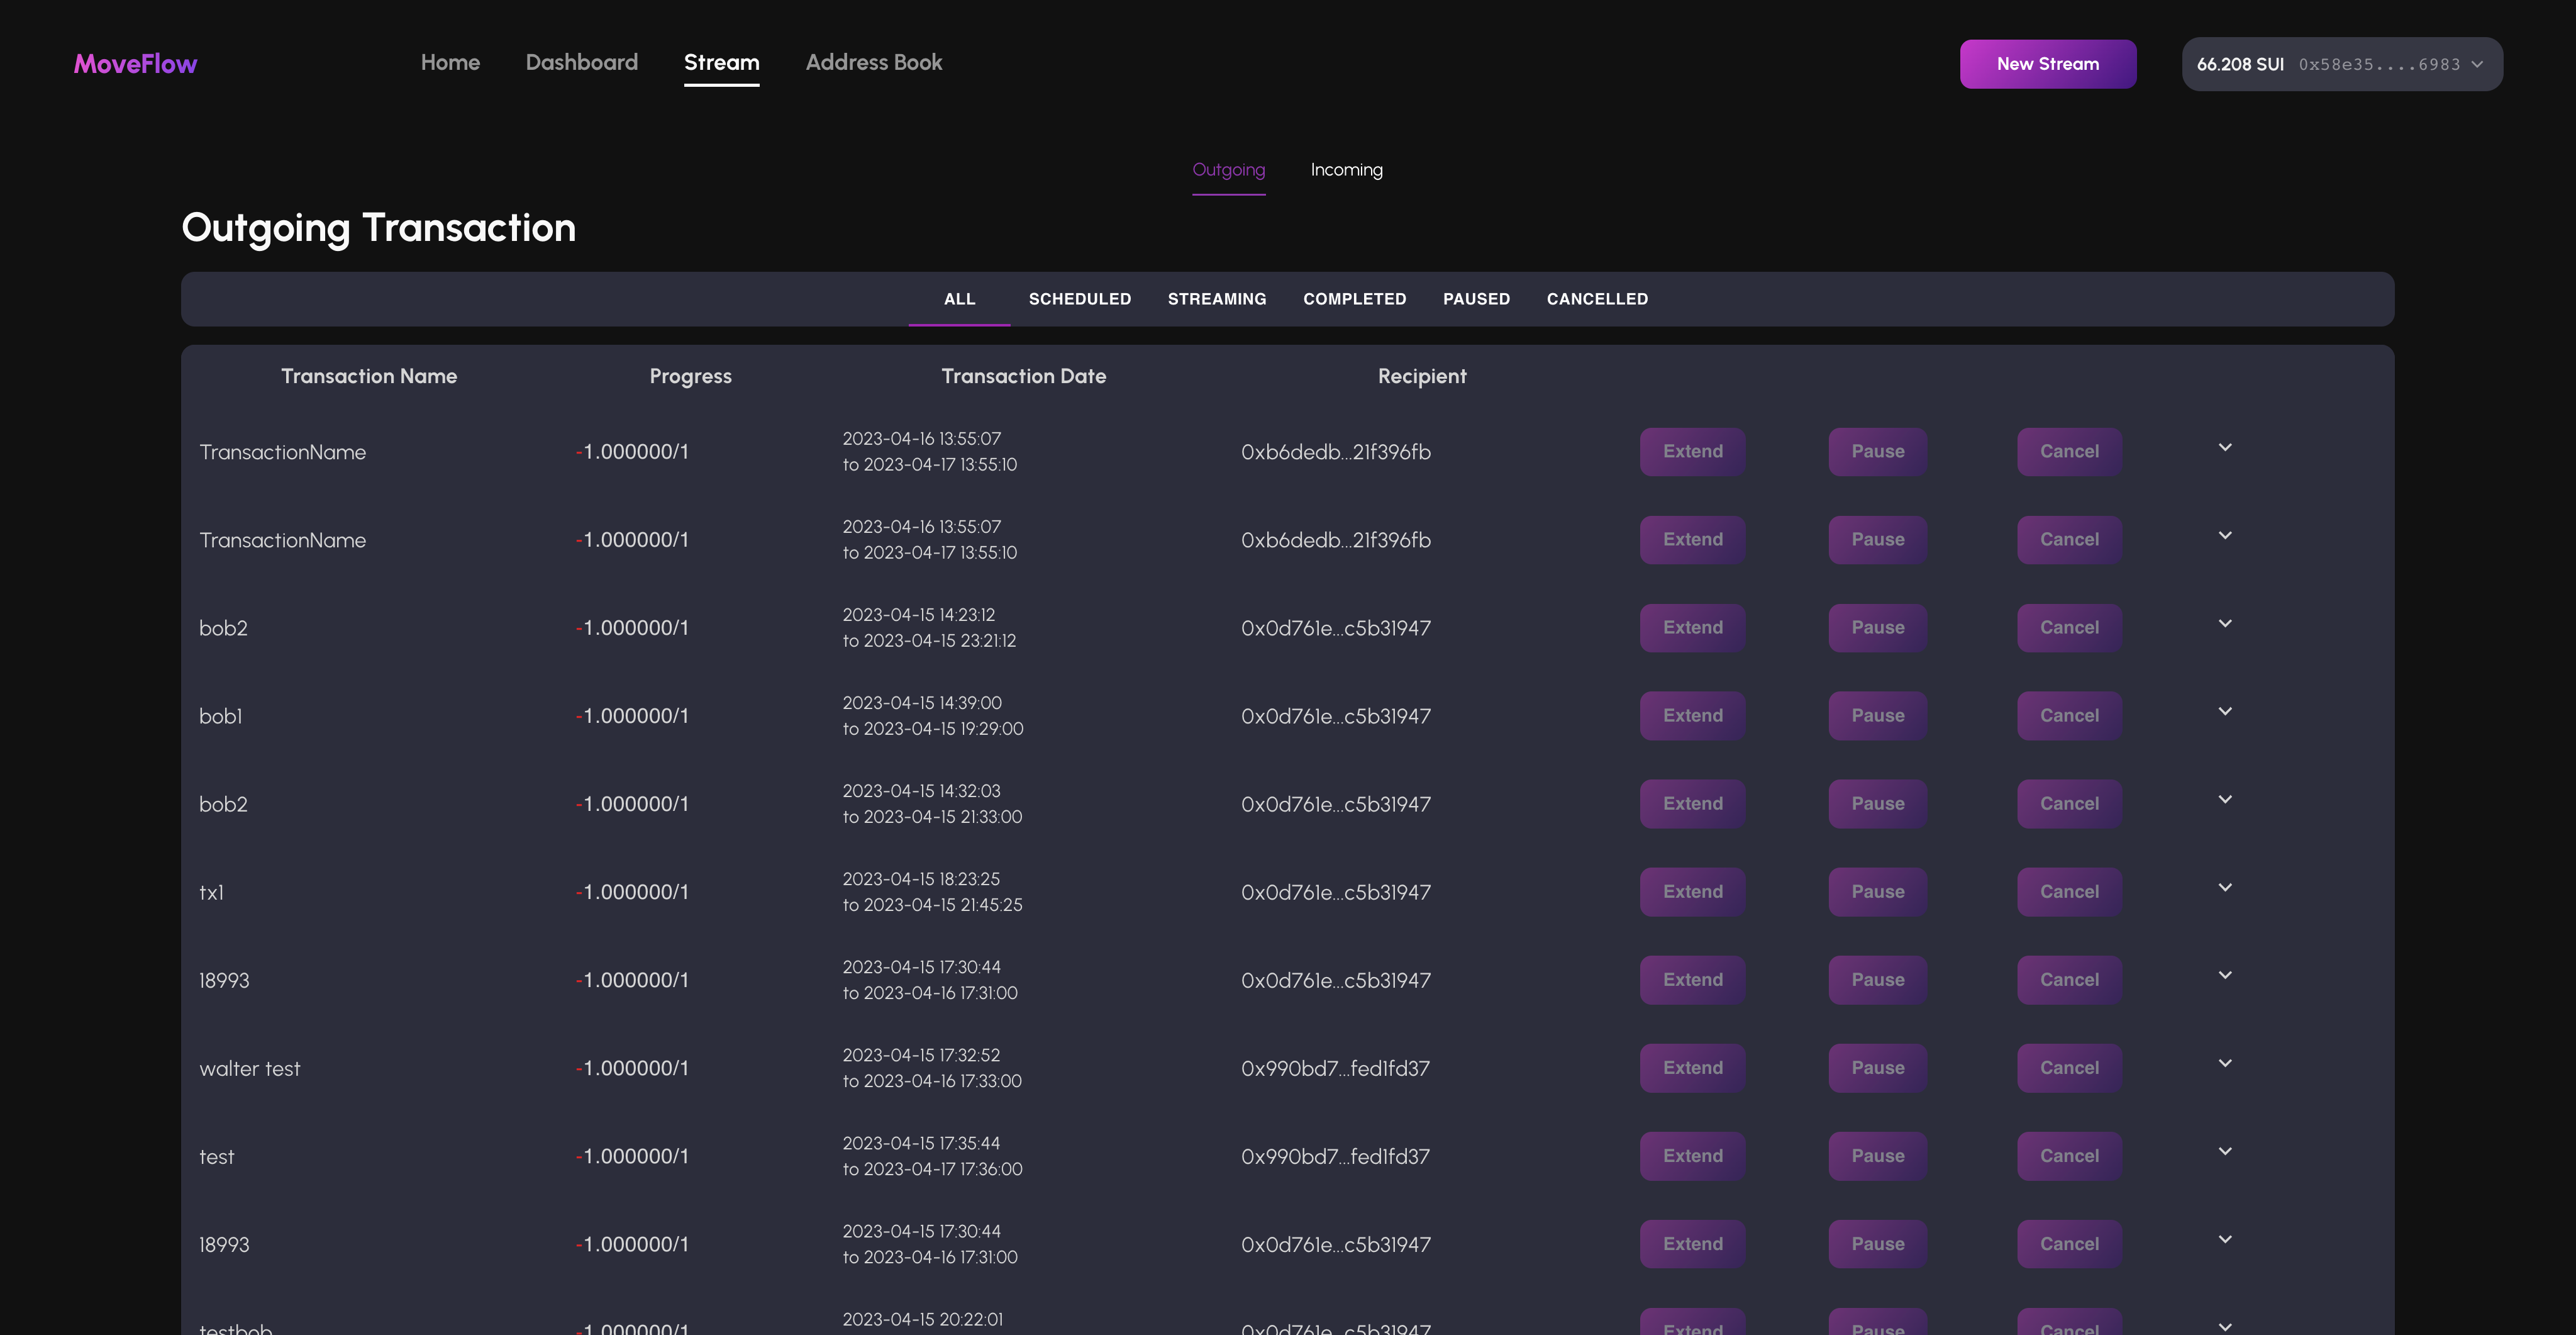 MoveFlow Home Dashboard Stream Address Book New Stream 66.208 SUI 0x58e35....6983
Outgoing Incoming
Outgoing Transaction
ALL SCHEDULED STREAMING COMPLETED PAUSED CANCELLED
Transaction Name Progress Transaction Date Recipient
TransactionName -1.000000/1 2023-04-16 13:55:07
to 2023-04-17 13:55:10 0xb6dedb...21f396fb Extend Pause Cancel
TransactionName -1.000000/1 2023-04-16 13:55:07
to 2023-04-17 13:55:10 0xb6dedb...21f396fb Extend Pause Cancel
bob2 -1.000000/1 2023-04-15 14:23:12
to 2023-04-15 23:21:12 0x0d761e...c5b31947 Extend Pause Cancel
bob1 -1.000000/1 2023-04-15 14:39:00
to 2023-04-15 19:29:00 0x0d761e...c5b31947 Extend Pause Cancel
bob2 -1.000000/1 2023-04-15 14:32:03
to 2023-04-15 21:33:00 0x0d761e...c5b31947 Extend Pause Cancel
tx1 -1.000000/1 2023-04-15 18:23:25
to 2023-04-15 21:45:25 0x0d761e...c5b31947 Extend Pause Cancel
18993 -1.000000/1 2023-04-15 17:30:44
to 2023-04-16 17:31:00 0x0d761e...c5b31947 Extend Pause Cancel
walter test -1.000000/1 2023-04-15 17:32:52
to 2023-04-16 17:33:00 0x990bd7...fed1fd37 Extend Pause Cancel
test -1.000000/1 2023-04-15 17:35:44
to 2023-04-17 17:36:00 0x990bd7...fed1fd37 Extend Pause Cancel
18993 -1.000000/1 2023-04-15 17:30:44
to 2023-04-16 17:31:00 0x0d761e...c5b31947 Extend Pause Cancel
testbob -1.000000/1 2023-04-15 20:22:01
0x0d761e...c5b31947 Extend Pause Cancel